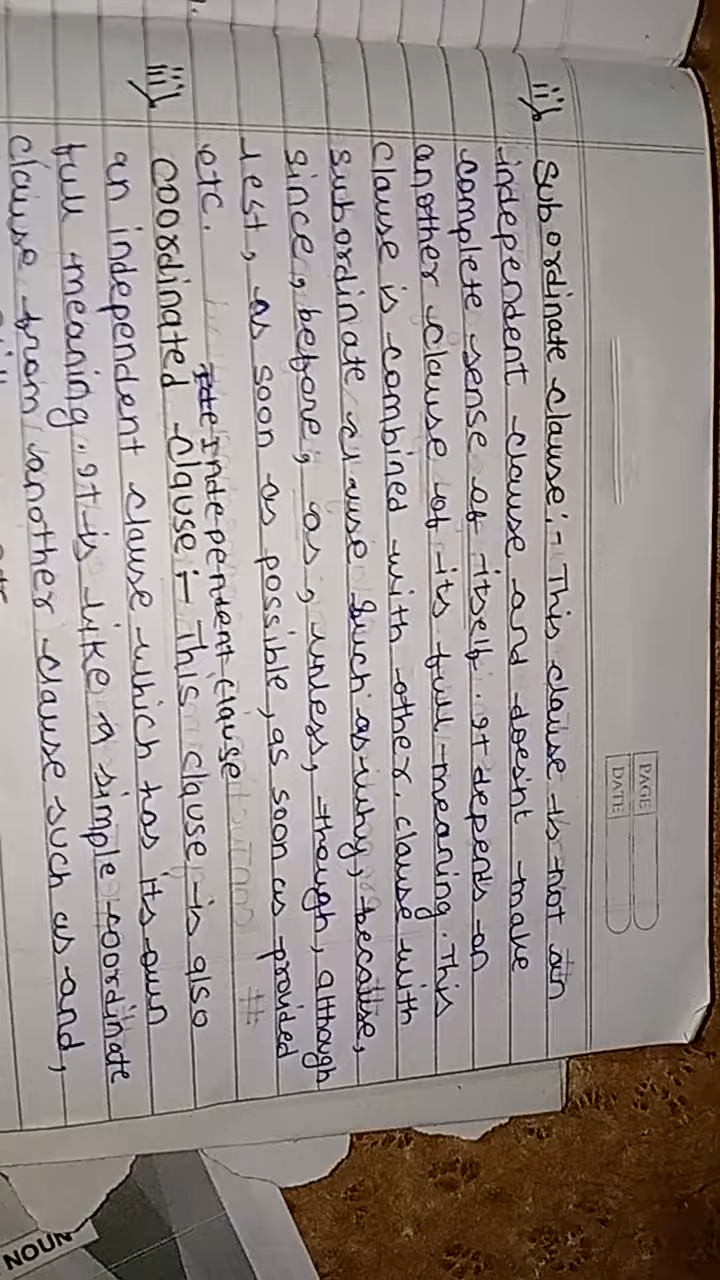 PAGE
DATE
ii) Subordinate clause:- This clause is not an
independent clause and doesn't make
complete sense of itself. It depents on
another clause of its full meaning. This
clause is combined with other clause with
subordinate clause such as why, because,
since, before, as, unless, though, although
lest, as soon as possible, as soon as provided
etc. Independent clause
iii) Coordinated clause:- This clause is also
an independent clause which has its own
full meaning. It is like a simple coordinate
clause from another clause such as and,
NOUN